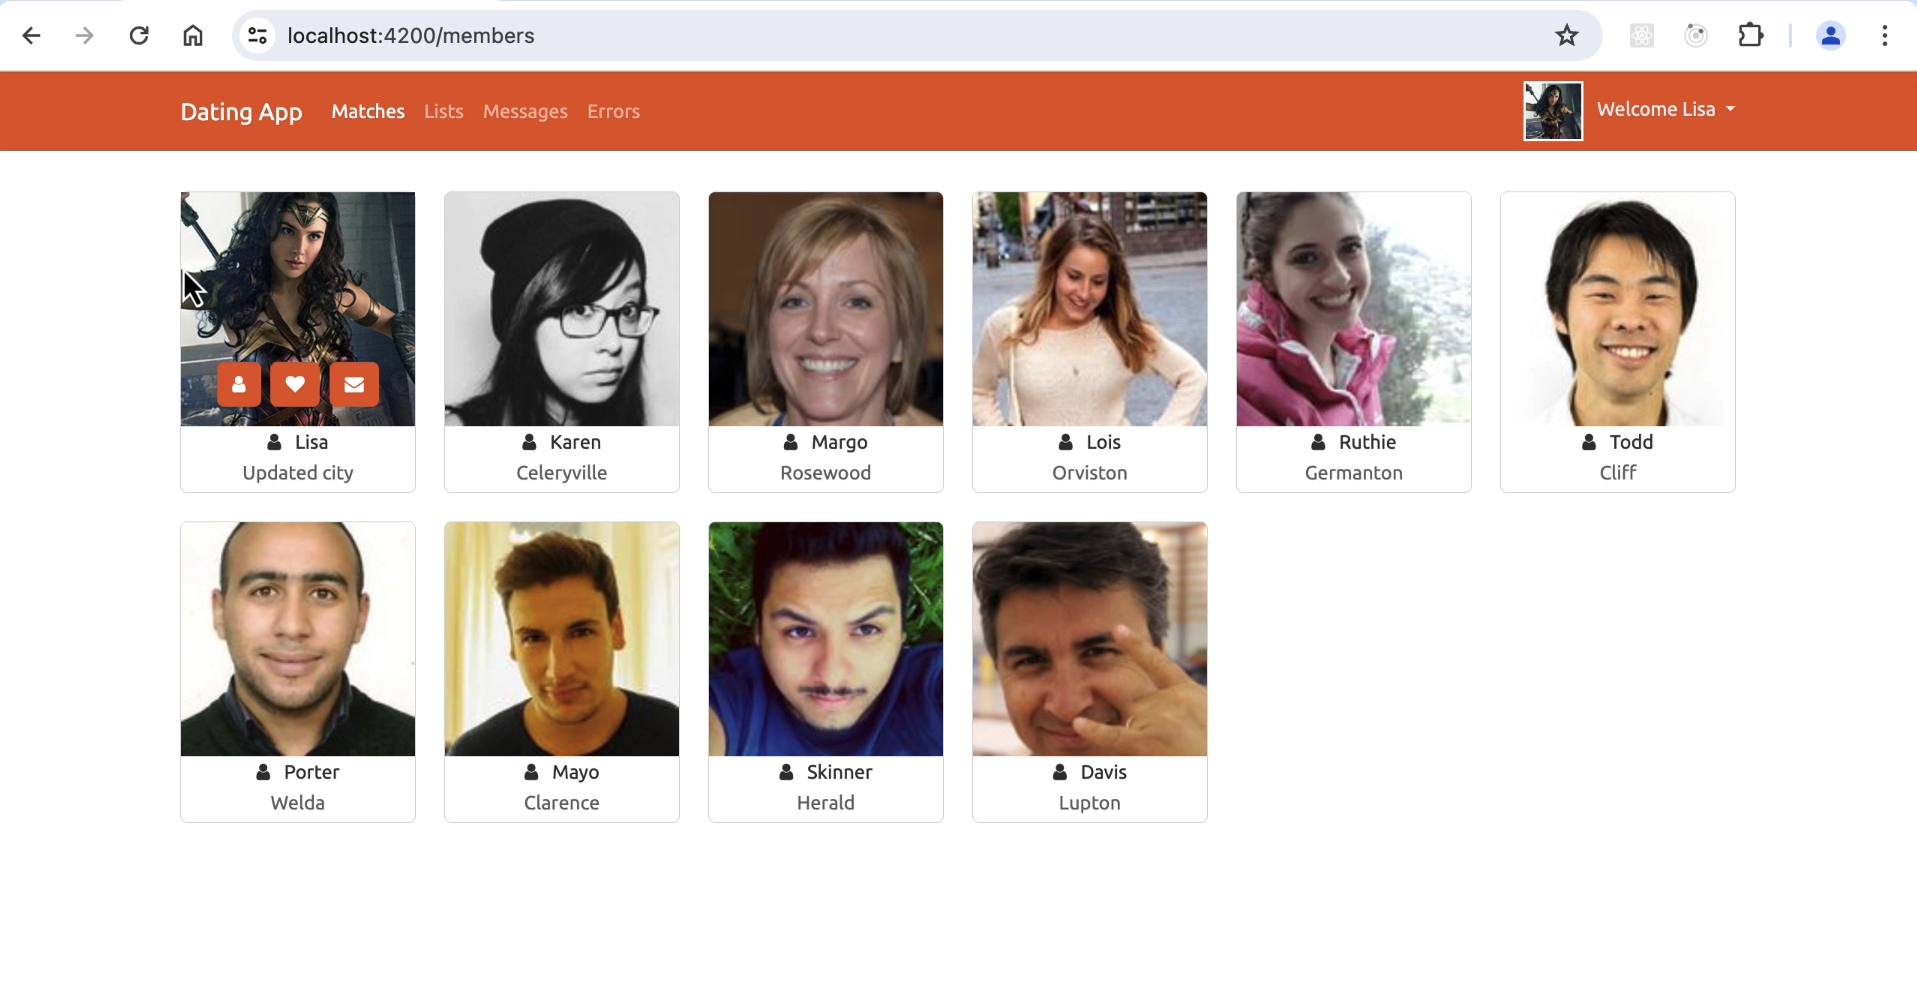 localhost:4200/members
Dating App Matches Lists Messages Errors Welcome Lisa
Lisa Karen Margo Lois Ruthie Todd
Updated city Celeryville Rosewood Orviston Germanton Cliff
Porter Mayo Skinner Davis
Welda Clarence Herald Lupton